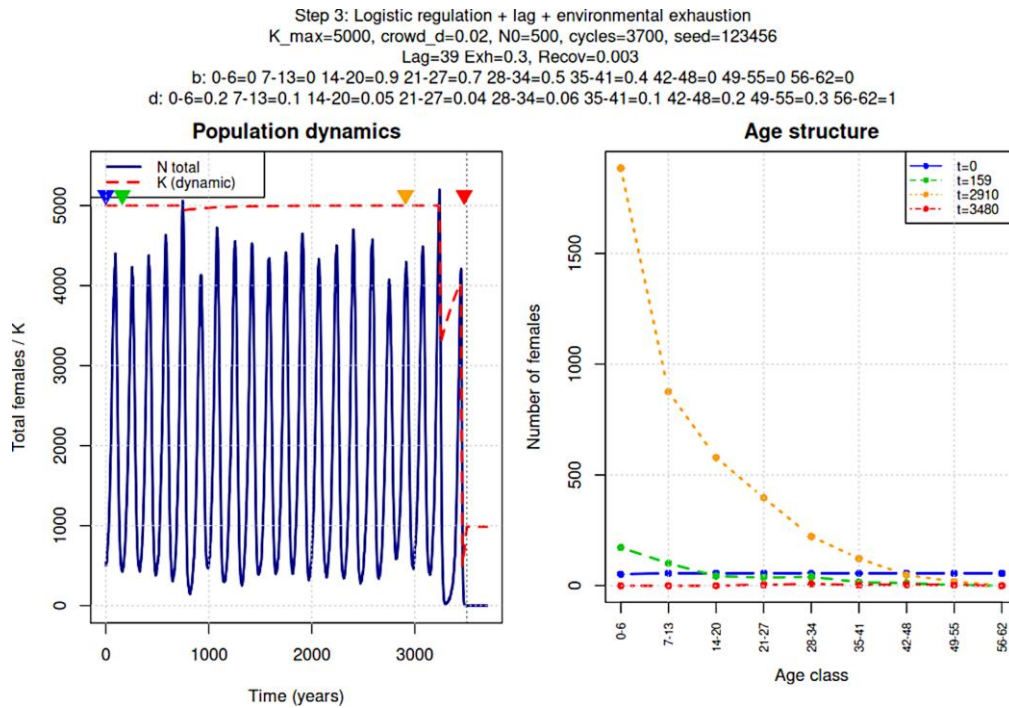 Step 3: Logistic regulation + lag + environmental exhaustion
K_max=5000, crowd_d=0.02, N0=500, cycles=3700, seed=123456
Lag=39 Exh=0.3, Recov=0.003
b: 0-6=0 7-13=0 14-20=0.9 21-27=0.7 28-34=0.5 35-41=0.4 42-48=0 49-55=0 56-62=0
d: 0-6=0.2 7-13=0.1 14-20=0.05 21-27=0.04 28-34=0.06 35-41=0.1 42-48=0.2 49-55=0.3 56-62=1
Population dynamics
N total
K (dynamic)
Total females / K
5000
4000
3000
2000
1000
0
0 1000 2000 3000
Time (years)
Age structure
t=0
t=159
t=2910
t=3480
Number of females
1500
1000
500
0
0-6
7-13
14-20
21-27
28-34
35-41
42-48
49-55
56-62
Age class